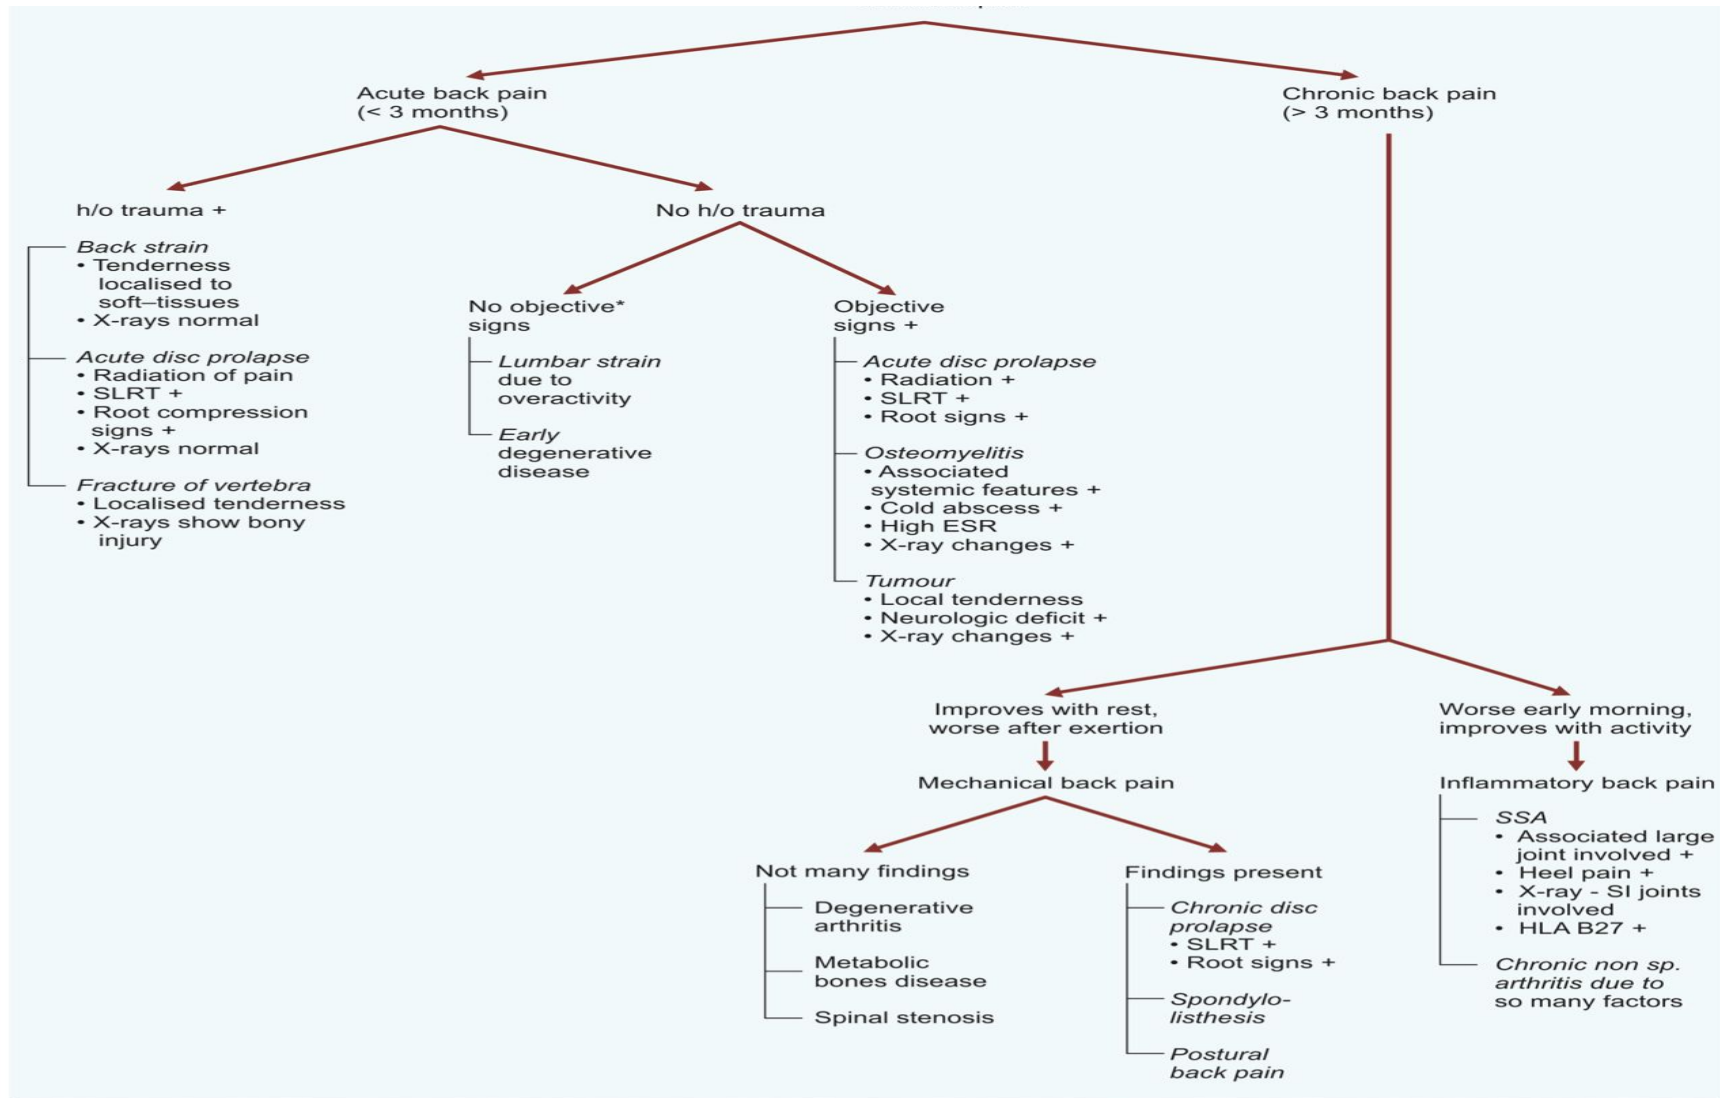 Acute back pain
(< 3 months)
Chronic back pain
(> 3 months)
h/o trauma +
Back strain
• Tenderness
localised to
soft–tissues
• X-rays normal
Acute disc prolapse
• Radiation of pain
• SLRT +
• Root compression
signs +
• X-rays normal
Fracture of vertebra
• Localised tenderness
• X-rays show bony
injury
No h/o trauma
No objective*
signs
Lumbar strain
due to
overactivity
Early
degenerative
disease
Objective
signs +
Acute disc prolapse
• Radiation +
• SLRT +
• Root signs +
Osteomyelitis
• Associated
systemic features +
• Cold abscess +
• High ESR
• X-ray changes +
Tumour
• Local tenderness
• Neurologic deficit +
• X-ray changes +
Improves with rest,
worse after exertion
Mechanical back pain
Not many findings
Degenerative
arthritis
Metabolic
bones disease
Spinal stenosis
Findings present
Chronic disc
prolapse
• SLRT +
• Root signs +
Spondylo-
listhesis
Postural
back pain
Worse early morning,
improves with activity
Inflammatory back pain
SSA
• Associated large
joint involved +
• Heel pain +
• X-ray - SI joints
involved
• HLA B27 +
Chronic non sp.
arthritis due to
so many factors